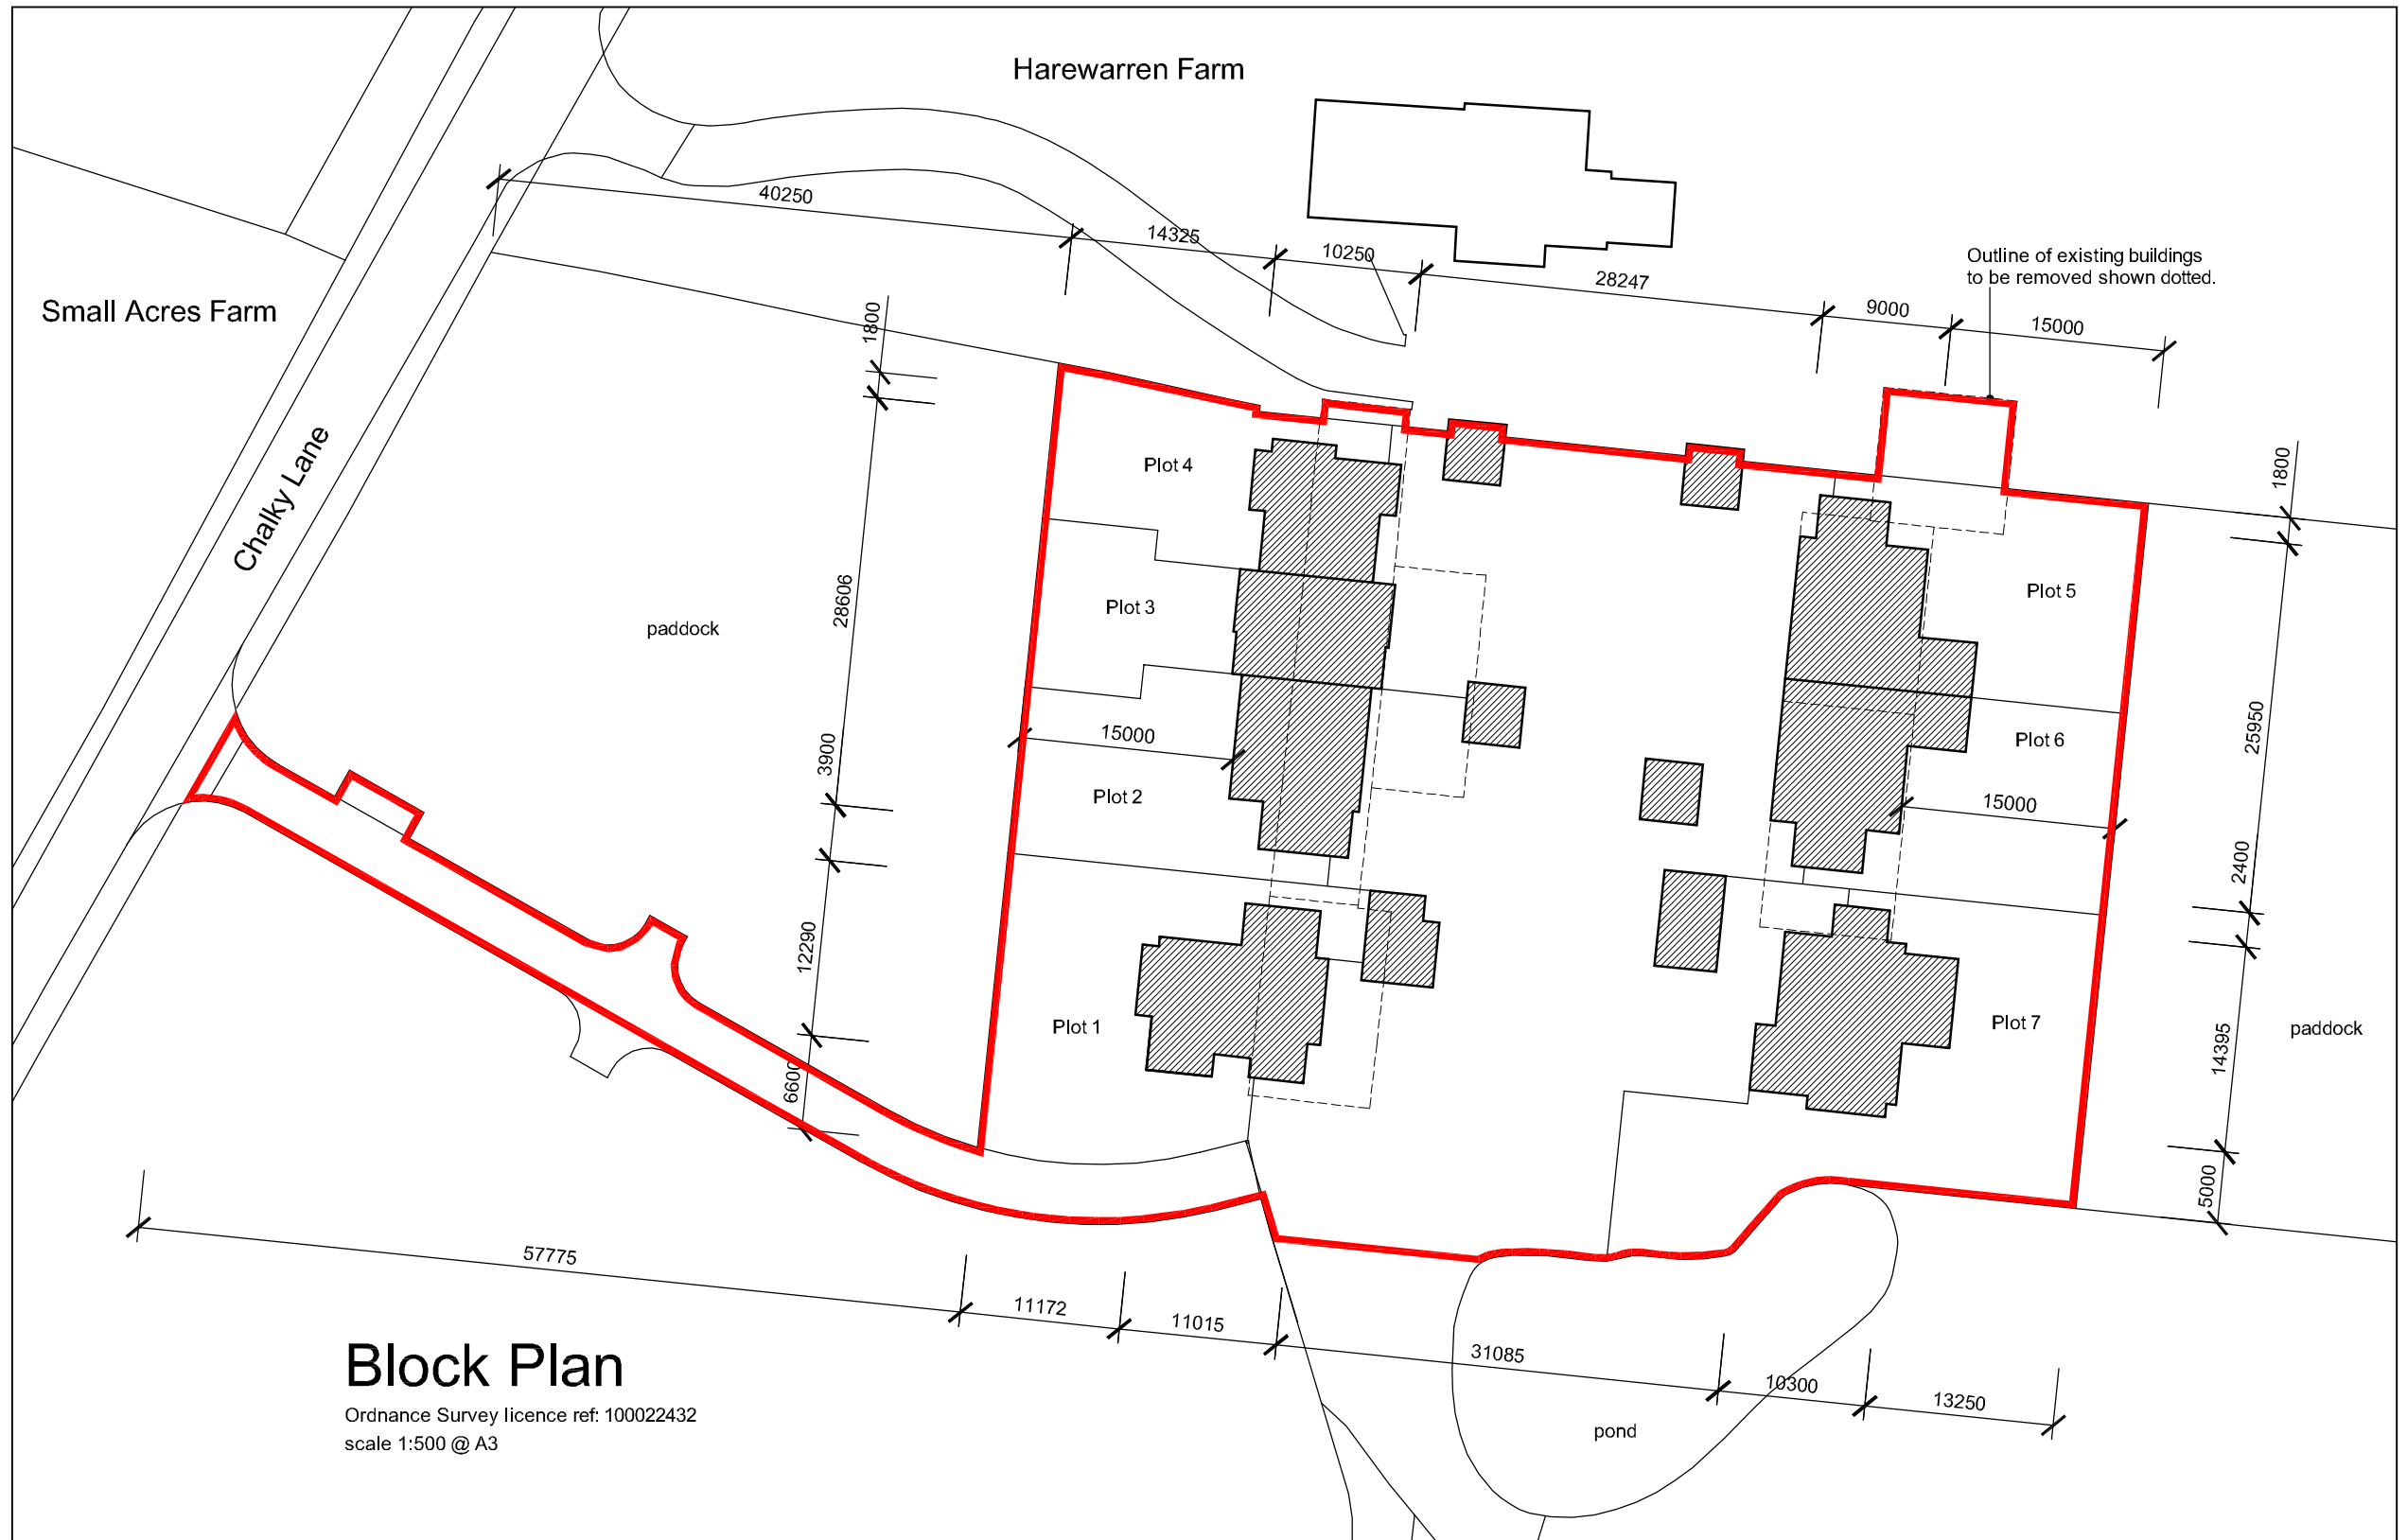 Harewarren Farm
40250
14325
10250
28247
9000
15000
Outline of existing buildings
to be removed shown dotted.
Small Acres Farm
Chalky Lane
paddock
1800
28606
3900
12290
6600
Plot 4
Plot 3
15000
Plot 2
Plot 1
Plot 5
Plot 6
15000
Plot 7
1800
25950
2400
14395
5000
paddock
57775
11172
11015
31085
10300
13250
pond
Block Plan
Ordnance Survey licence ref: 100022432
scale 1:500 @ A3